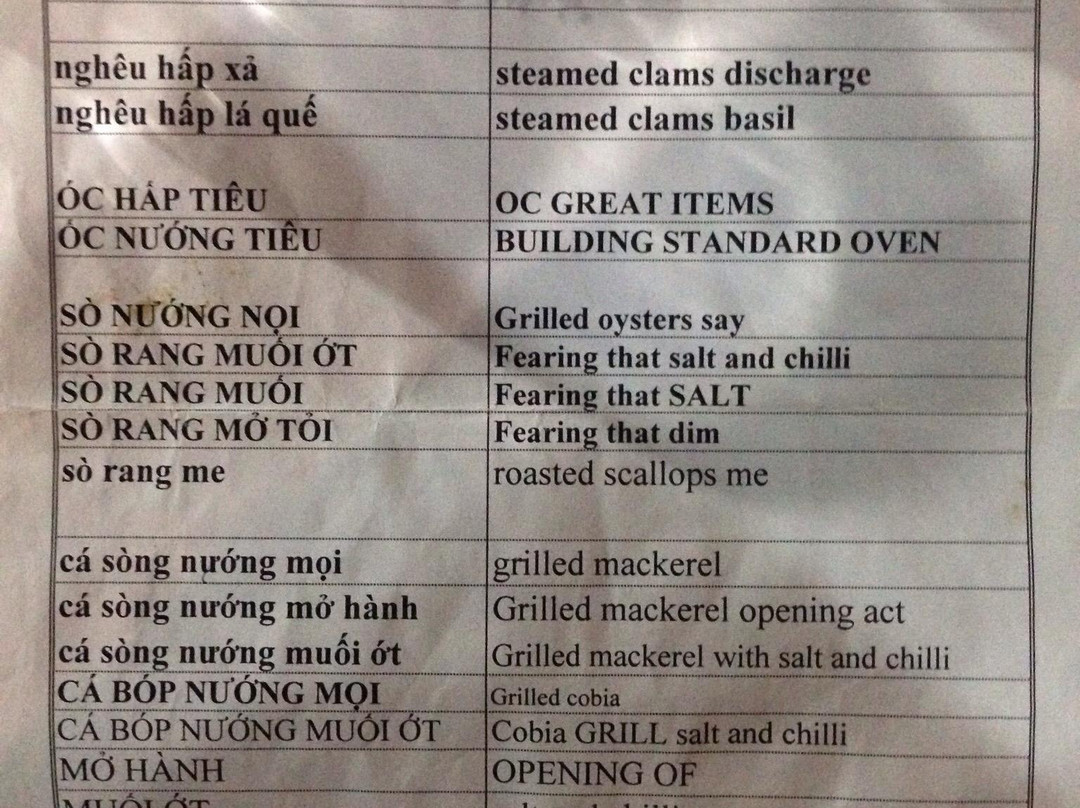 nghêu hấp xả steamed clams discharge
nghêu hấp lá quế steamed clams basil
ÓC HẤP TIÊU OC GREAT ITEMS
ÓC NƯỚNG TIÊU BUILDING STANDARD OVEN
SÒ NƯỚNG NỌI Grilled oysters say
SÒ RANG MUỐI ỚT Fearing that salt and chilli
SÒ RANG MUỐI Fearing that SALT
SÒ RANG MỞ TỎI Fearing that dim
sò rang me roasted scallops me
cá sòng nướng mọi grilled mackerel
cá sòng nướng mở hành Grilled mackerel opening act
cá sòng nướng muối ớt Grilled mackerel with salt and chilli
CÁ BÓP NƯỚNG MỌI Grilled cobia
CÁ BÓP NƯỚNG MUỐI ỚT Cobia GRILL salt and chilli
MỞ HÀNH OPENING OF